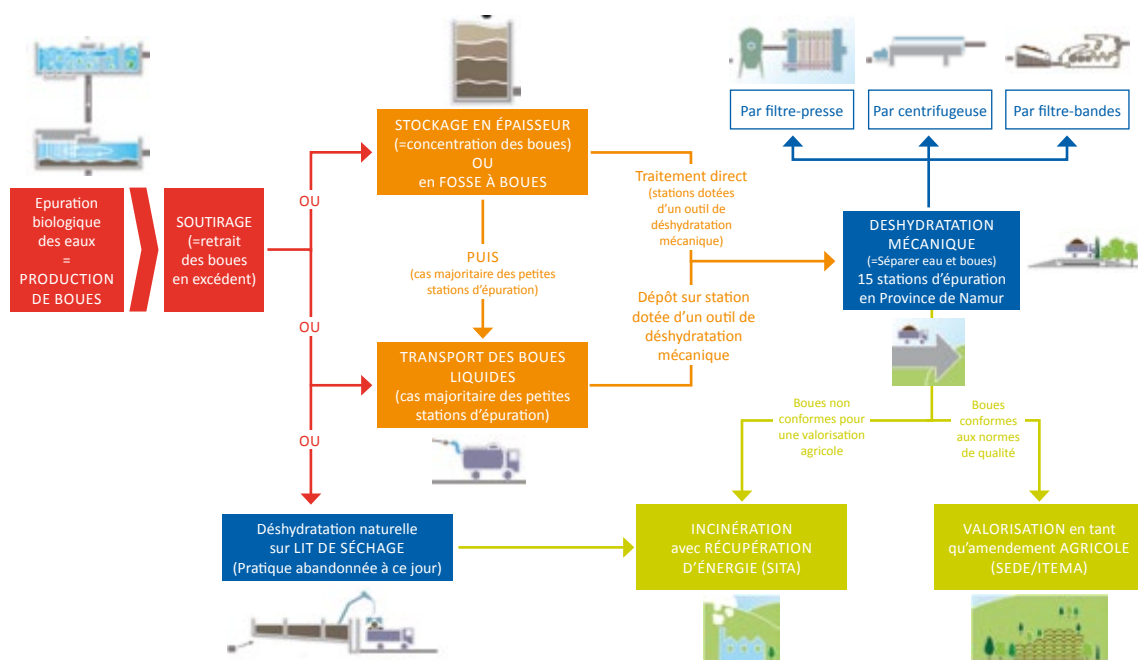 Par filtre-presse
Par centrifugeuse
Par filtre-bandes
STOCKAGE EN ÉPAISSEUR
(=concentration des boues)
OU
en FOSSE À BOUES
Traitement direct
(stations dotées
d’un outil de
déshydratation
mécanique)
Epuration
biologique
des eaux
=
PRODUCTION
DE BOUES
SOUTIRAGE
(=retrait
des boues
en excédent)
OU
PUIS
(cas majoritaire des petites
stations d’épuration)
DESHYDRATATION
MÉCANIQUE
(=Séparer eau et boues)
15 stations d’épuration
en Province de Namur
Dépôt sur station
dotée d’un outil de
déshydratation
mécanique
OU
TRANSPORT DES BOUES
LIQUIDES
(cas majoritaire des petites
stations d’épuration)
Boues non
conformes pour
une valorisation
agricole
Boues
conformes
aux normes
de qualité
OU
Déshydratation naturelle
sur LIT DE SÉCHAGE
(Pratique abandonnée à ce jour)
INCINÉRATION
avec RÉCUPÉRATION
D’ÉNERGIE (SITA)
VALORISATION en tant
qu’amendement AGRICOLE
(SEDE/ITEMA)